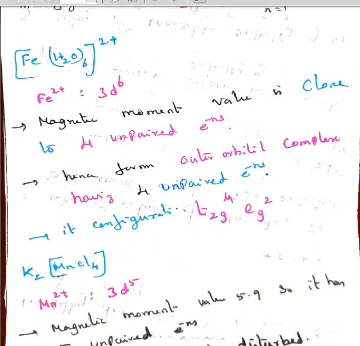 [Fe (H2O)6]2+
Fe2+ : 3d6
→ Magnetic moment value is close
to 4 unpaired e-ns
→ hence form outer orbital complex
having 4 unpaired e-ns.
→ it configurati.. t2g4 eg2
K2[MnCl4]
Mn2+ : 3d5
→ Magnetic moment value 5.9 so it has
unpaired e-ns
disturbed.